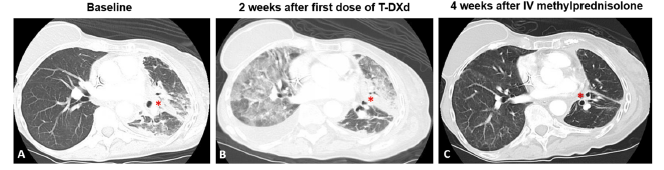 Baseline
2 weeks after first dose of T-DXd
4 weeks after IV methylprednisolone
*
*
*
A
B
C